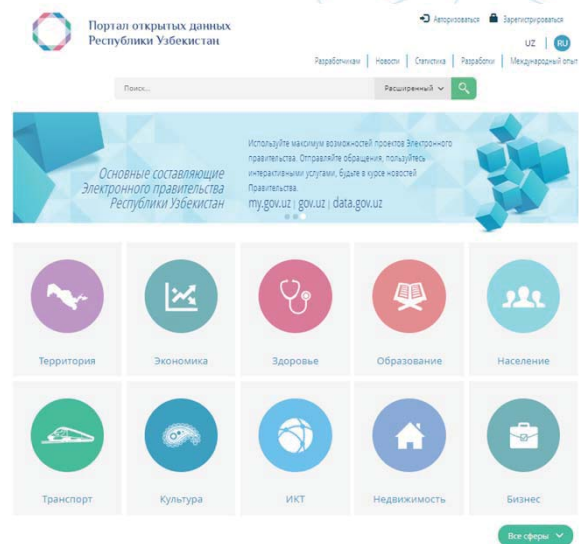 Портал открытых данных
Республики Узбекистан
Авторизоваться Зарегистрироваться
UZ | RU
Разработчикам | Новости | Статистика | Разработки | Международный опыт
Поиск... Расширенный
Основные составляющие
Электронного правительства
Республики Узбекистан
Используйте максимум возможностей проектов Электронного
правительства. Отправляйте обращения, пользуйтесь
интерактивными услугами, будьте в курсе новостей
Правительства.
my.gov.uz | gov.uz | data.gov.uz
Территория Экономика Здоровье Образование Население
Транспорт Культура ИКТ Недвижимость Бизнес
Все сферы